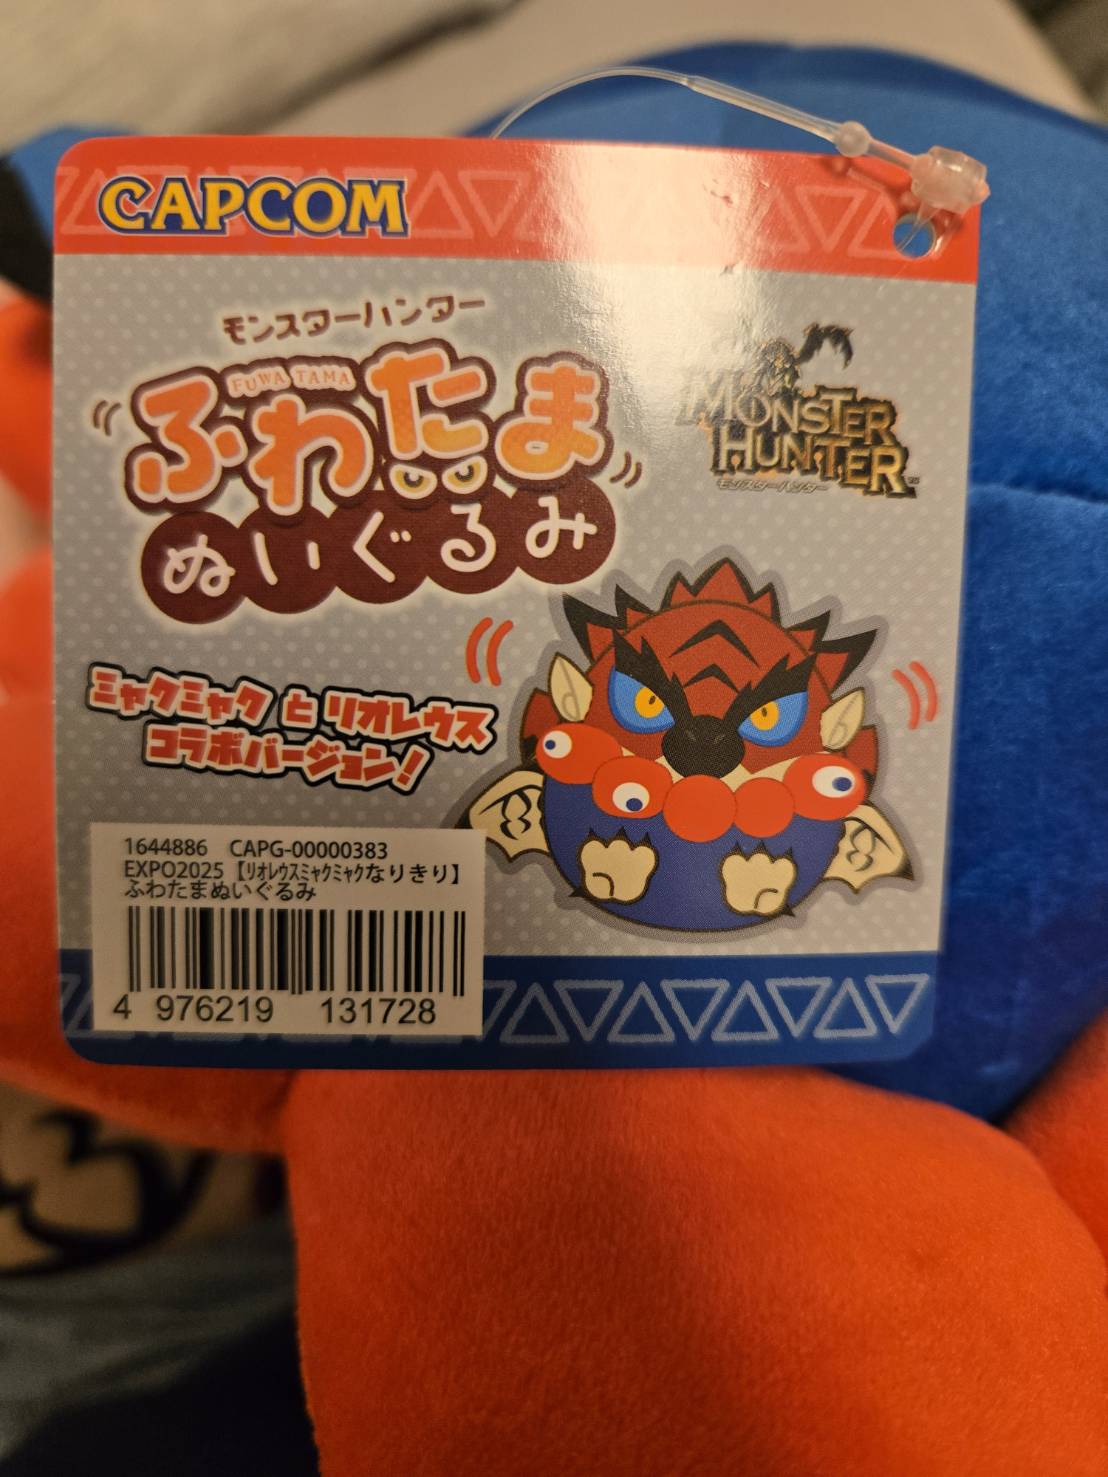 CAPCOM
モンスターハンター
FUWA TAMA
ふわたま
ぬいぐるみ
MONSTER
HUNTER
モンスターハンター
ミャクミャク と リオレウス
コラボバージョン!
1644886 CAPG-00000383
EXPO2025【リオレウスミャクミャクなりきり】
ふわたまぬいぐるみ
4 976219 131728